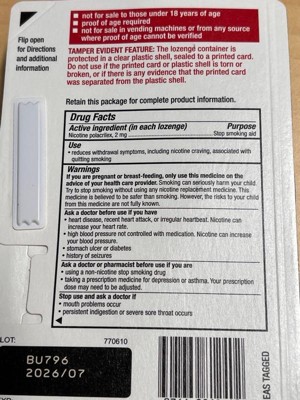 ■ not for sale to those under 18 years of age
■ proof of age required
■ not for sale in vending machines or from any source
where proof of age cannot be verified
Flip open
for Directions
and additional
information
TAMPER EVIDENT FEATURE: The lozenge container is
protected in a clear plastic shell, sealed to a printed card.
Do not use if the printed card or plastic shell is torn or
broken, or if there is any evidence that the printed card
was separated from the plastic shell.
Retain this package for complete product information.
Drug Facts
Active ingredient (in each lozenge) Purpose
Nicotine polacrilex, 2 mg Stop smoking aid
Use
• reduces withdrawal symptoms, including nicotine craving, associated with
quitting smoking
Warnings
If you are pregnant or breast-feeding, only use this medicine on the
advice of your health care provider. Smoking can seriously harm your child.
Try to stop smoking without using any nicotine replacement medicine. This
medicine is believed to be safer than smoking. However, the risks to your child
from this medicine are not fully known.
Ask a doctor before use if you have
• heart disease, recent heart attack, or irregular heartbeat. Nicotine can
increase your heart rate.
• high blood pressure not controlled with medication. Nicotine can increase
your blood pressure.
• stomach ulcer or diabetes
• history of seizures
Ask a doctor or pharmacist before use if you are
• using a non-nicotine stop smoking drug
• taking a prescription medicine for depression or asthma. Your prescription
dose may need to be adjusted.
Stop use and ask a doctor if
• mouth problems occur
• persistent indigestion or severe sore throat occurs
LOT:
770610
BU796
2026/07
EAS TAGGED